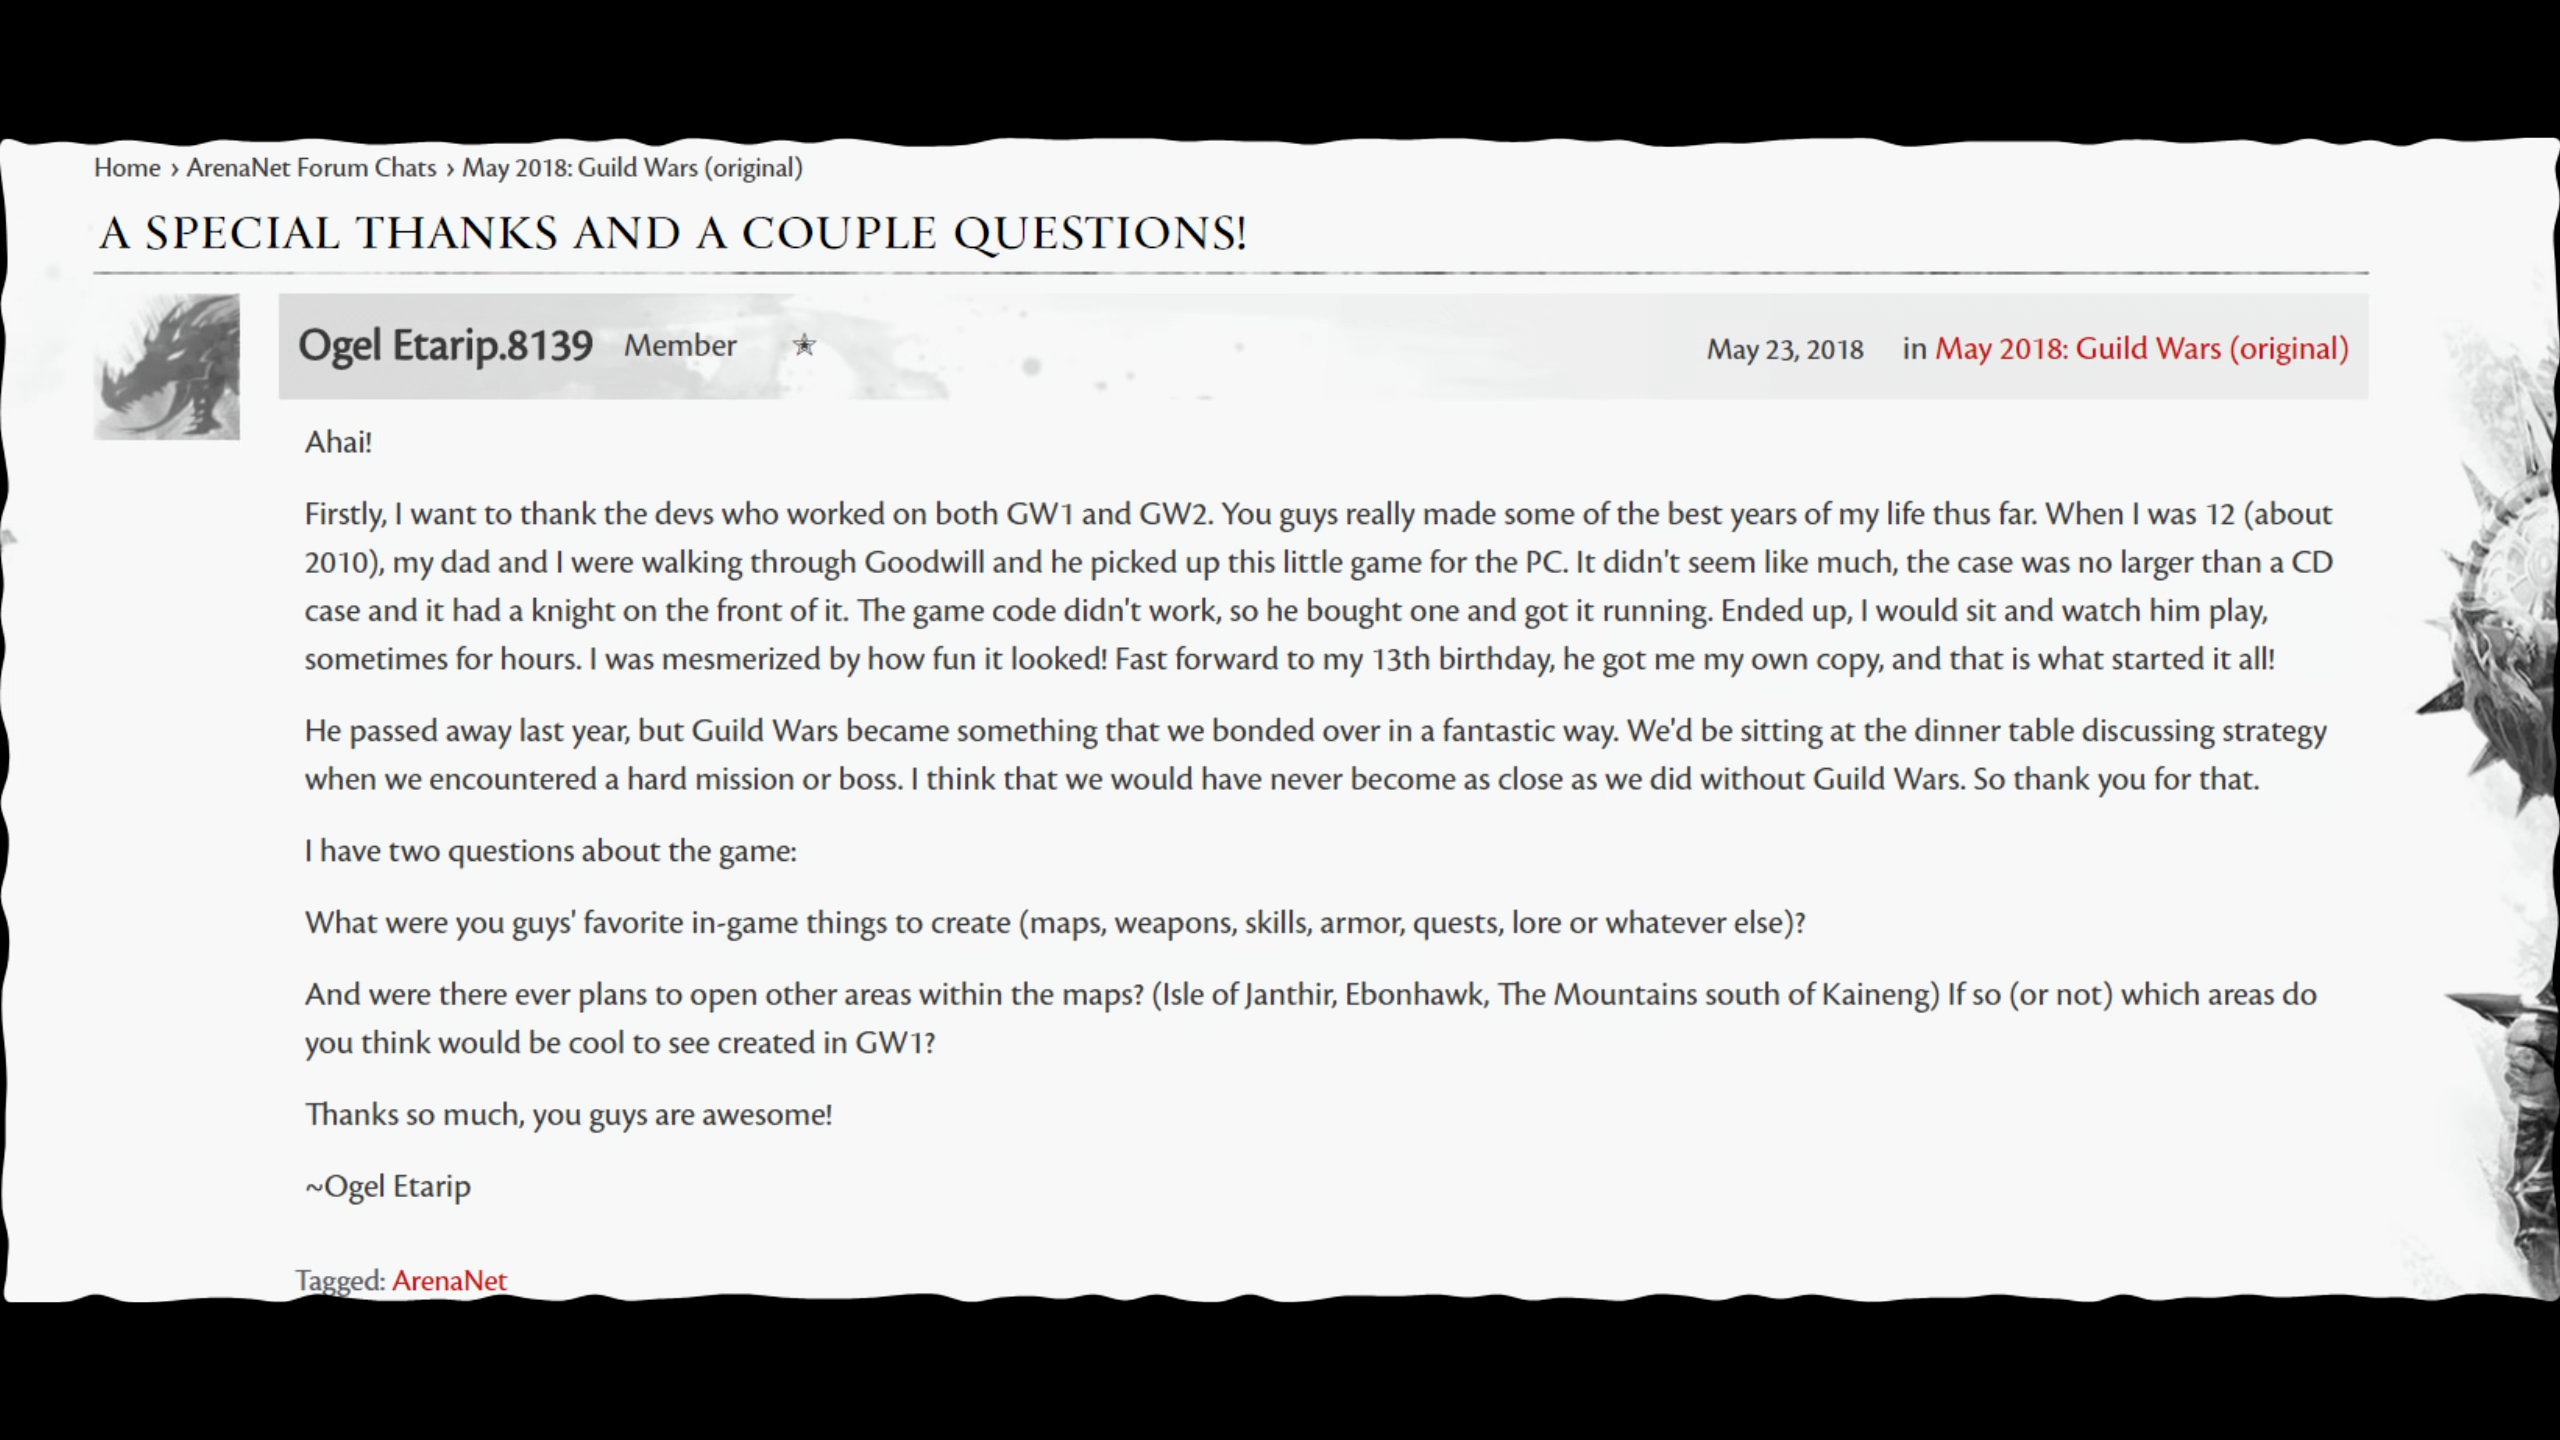 Home › ArenaNet Forum Chats › May 2018: Guild Wars (original)
A SPECIAL THANKS AND A COUPLE QUESTIONS!
Ogel Etarip.8139 Member ✭ May 23, 2018 in May 2018: Guild Wars (original)
Ahai!
Firstly, I want to thank the devs who worked on both GW1 and GW2. You guys really made some of the best years of my life thus far. When I was 12 (about
2010), my dad and I were walking through Goodwill and he picked up this little game for the PC. It didn't seem like much, the case was no larger than a CD
case and it had a knight on the front of it. The game code didn't work, so he bought one and got it running. Ended up, I would sit and watch him play,
sometimes for hours. I was mesmerized by how fun it looked! Fast forward to my 13th birthday, he got me my own copy, and that is what started it all!
He passed away last year, but Guild Wars became something that we bonded over in a fantastic way. We'd be sitting at the dinner table discussing strategy
when we encountered a hard mission or boss. I think that we would have never become as close as we did without Guild Wars. So thank you for that.
I have two questions about the game:
What were you guys' favorite in-game things to create (maps, weapons, skills, armor, quests, lore or whatever else)?
And were there ever plans to open other areas within the maps? (Isle of Janthir, Ebonhawk, The Mountains south of Kaineng) If so (or not) which areas do
you think would be cool to see created in GW1?
Thanks so much, you guys are awesome!
~Ogel Etarip
Tagged: ArenaNet